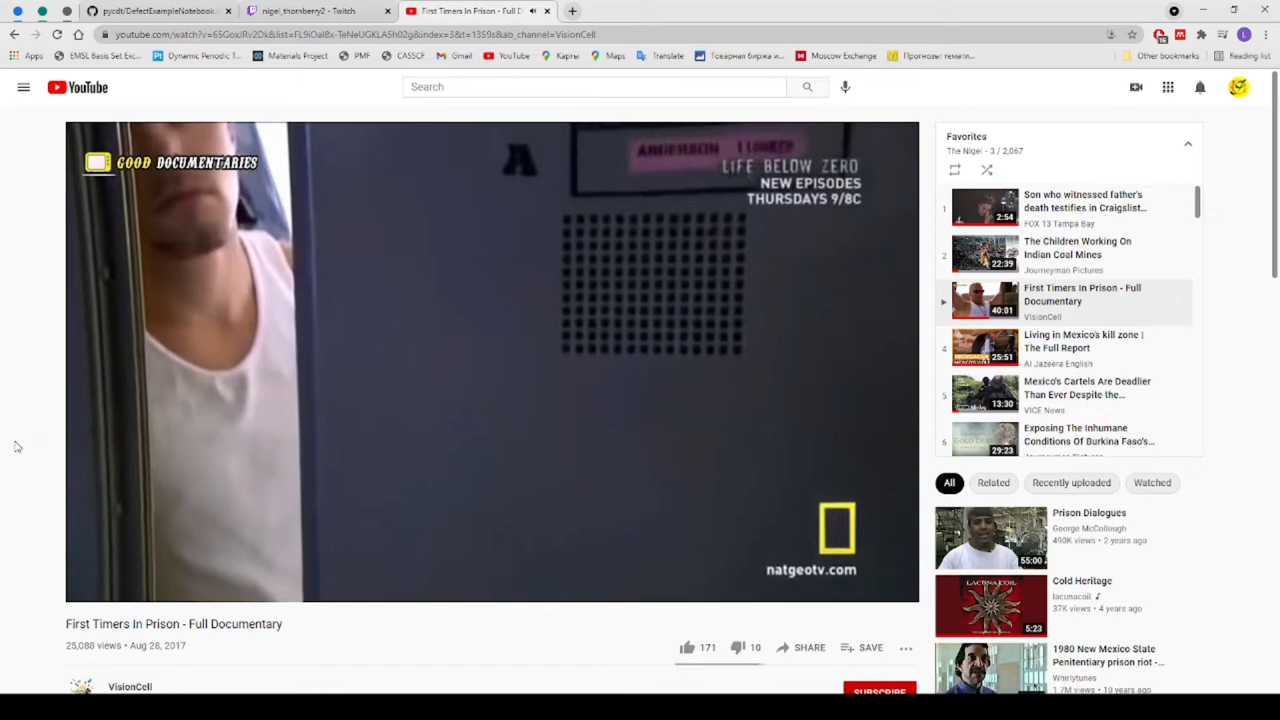 pycdt/DefectExampleNotebook
nigel_thornberry2 - Twitch
First Timers In Prison - Full D
youtube.com/watch?v=65GoxJRv2Dk&list=FL9iOaI8x-TeNeUGKLA5h02g&index=3&t=1359s&ab_channel=VisionCell
Apps
EMSL Basis Set Exc...
Dynamic Periodic T...
Materials Project
PMF
CASSCF
Gmail
YouTube
Карты
Maps
Translate
Товарная биржа и...
Moscow Exchange
Прогновы темати...
Other bookmarks
Reading list
YouTube
Search
GOOD DOCUMENTARIES
A
ANDERSON
LIFE BELOW ZERO
NEW EPISODES
THURSDAYS 9/8C
natgeotv.com
First Timers In Prison - Full Documentary
25,088 views • Aug 28, 2017
171
10
SHARE
SAVE
VisionCell
SUBSCRIBE
Favorites
The Nigel - 3 / 2,067
1
2:54
Son who witnessed father's
death testifies in Craigslist...
FOX 13 Tampa Bay
2
22:39
The Children Working On
Indian Coal Mines
Journeyman Pictures
40:01
First Timers In Prison - Full
Documentary
VisionCell
4
25:51
Living in Mexico's kill zone |
The Full Report
Al Jazeera English
5
13:30
Mexico's Cartels Are Deadlier
Than Ever Despite the...
VICE News
6
29:23
Exposing The Inhumane
Conditions Of Burkina Faso's...
Journeyman Pictures
All
Related
Recently uploaded
Watched
55:00
Prison Dialogues
George McCollough
490K views • 2 years ago
LACUNA COIL
5:23
Cold Heritage
lacunacoil
37K views • 4 years ago
1980 New Mexico State
Penitentiary prison riot -...
Whirlytunes
1.7M views • 10 years ago